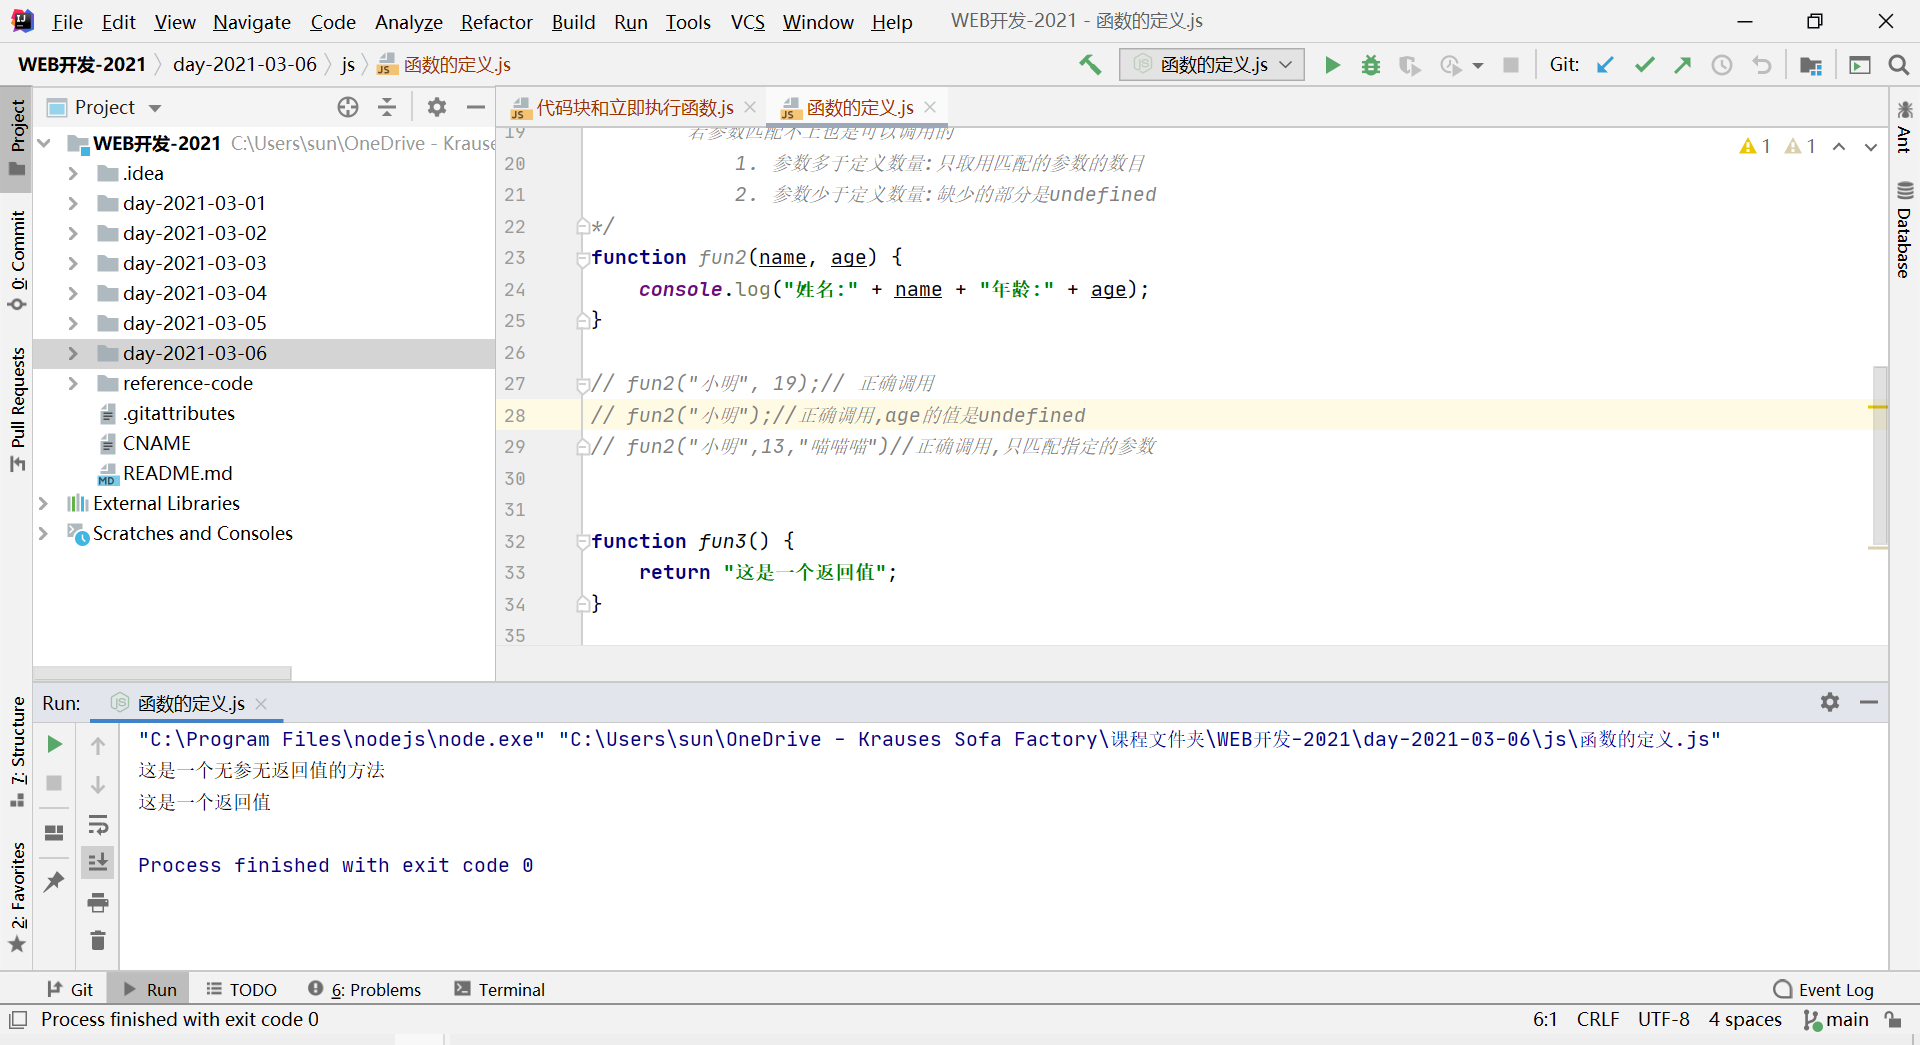 File Edit View Navigate Code Analyze Refactor Build Run Tools VCS Window Help WEB开发-2021 - 函数的定义.js
WEB开发-2021 day-2021-03-06 js 函数的定义.js 函数的定义.js Git:
Project 代码块和立即执行函数.js 函数的定义.js
Project
0: Commit
Pull Requests
7: Structure
2: Favorites
WEB开发-2021 C:\Users\sun\OneDrive - Krause
.idea
day-2021-03-01
day-2021-03-02
day-2021-03-03
day-2021-03-04
day-2021-03-05
day-2021-03-06
reference-code
.gitattributes
CNAME
README.md
External Libraries
Scratches and Consoles
19 若参数匹配不上也是可以调用的
20 1. 参数多于定义数量:只取用匹配的参数的数目
21 2. 参数少于定义数量:缺少的部分是undefined
22 */
23 function fun2(name, age) {
24 console.log("姓名:" + name + "年龄:" + age);
25 }
26
27 // fun2("小明", 19);// 正确调用
28 // fun2("小明");//正确调用,age的值是undefined
29 // fun2("小明",13,"喵喵喵")//正确调用,只匹配指定的参数
30
31
32 function fun3() {
33 return "这是一个返回值";
34 }
35
1 1
Ant
Database
Run: 函数的定义.js
"C:\Program Files\nodejs\node.exe" "C:\Users\sun\OneDrive - Krauses Sofa Factory\课程文件夹\WEB开发-2021\day-2021-03-06\js\函数的定义.js"
这是一个无参无返回值的方法
这是一个返回值
Process finished with exit code 0
Git Run TODO 6: Problems Terminal Event Log
Process finished with exit code 0 6:1 CRLF UTF-8 4 spaces main